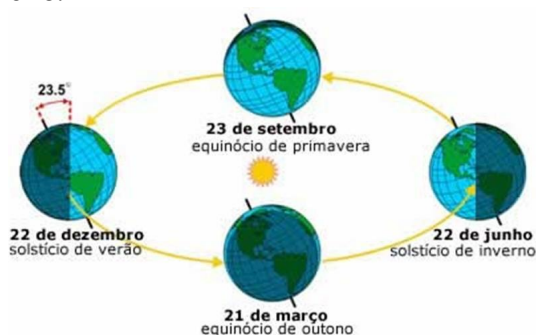 23.5°
23 de setembro
equinócio de primavera
22 de dezembro
solstício de verão
22 de junho
solstício de inverno
21 de março
equinócio de outono